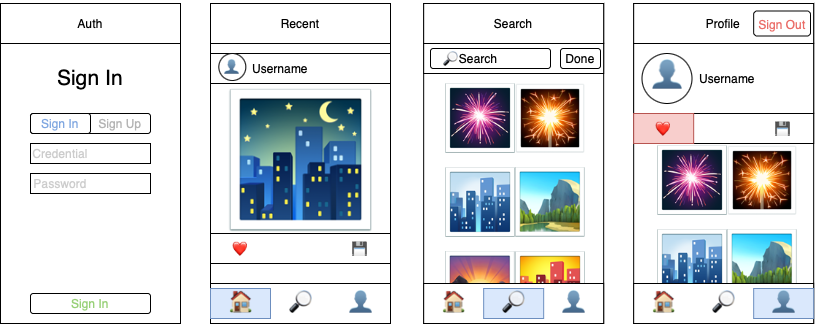 Auth
Sign In
Sign In Sign Up
Credential
Password
Sign In
Recent
Username
Search
Search Done
Profile Sign Out
Username